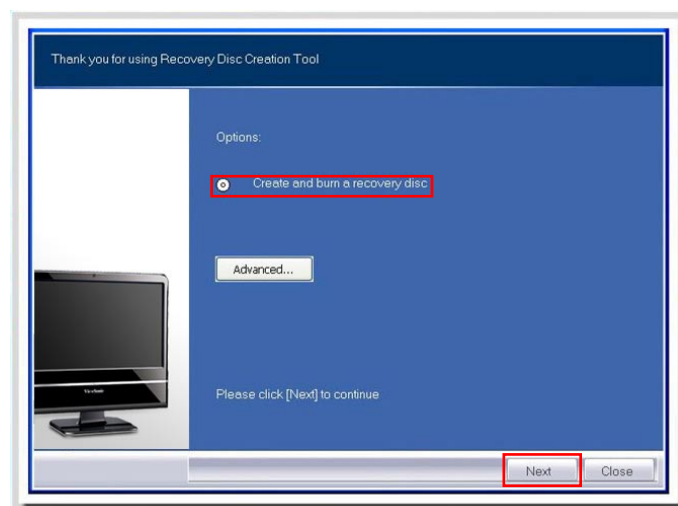 Thank you for using Recovery Disc Creation Tool
Options:
Create and burn a recovery disc
Advanced...
Please click [Next] to continue
Next
Close